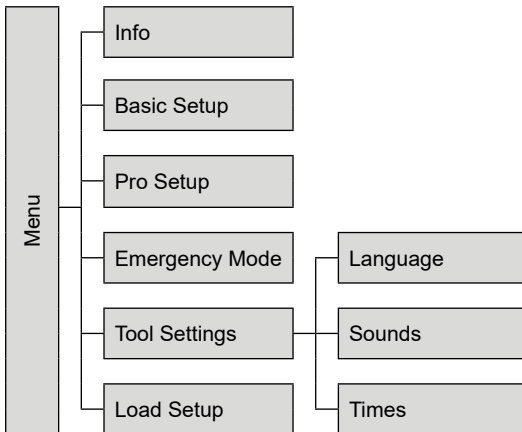 Menu
Info
Basic Setup
Pro Setup
Emergency Mode
Language
Tool Settings
Sounds
Load Setup
Times